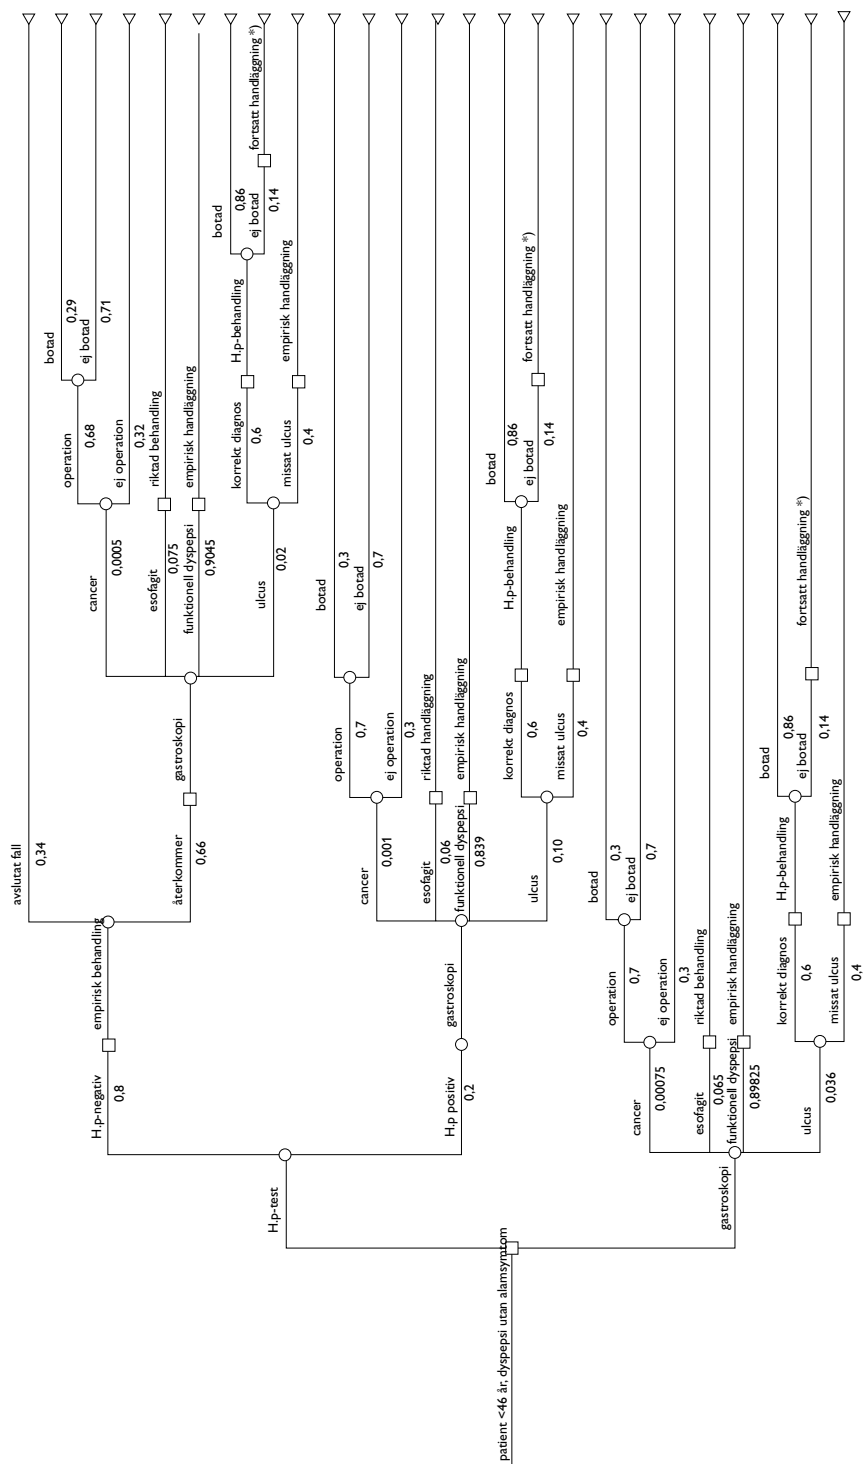 patient <46 år, dyspepsi utan alamsymtom
H.p-test
H.p-negativ
0,8
empirisk behandling
avslutat fall
0,34
återkommer
0,66
gastroskopi
cancer
0,0005
operation
0,68
botad
0,29
ej botad
0,71
ej operation
0,32
esofagit
0,075
riktad behandling
funktionell dyspepsi
0,9045
empirisk handläggning
ulcus
0,02
korrekt diagnos
0,6
H.p-behandling
botad
0,86
ej botad
0,14
fortsatt handläggning *)
missat ulcus
0,4
empirisk handläggning
H.p positiv
0,2
gastroskopi
cancer
0,001
operation
0,7
botad
0,3
ej botad
0,7
ej operation
0,3
esofagit
0,06
riktad handläggning
funktionell dyspepsi
0,839
empirisk handläggning
ulcus
0,10
korrekt diagnos
0,6
H.p-behandling
botad
0,86
ej botad
0,14
fortsatt handläggning *)
missat ulcus
0,4
empirisk handläggning
gastroskopi
cancer
0,00075
operation
0,7
botad
0,3
ej botad
0,7
ej operation
0,3
esofagit
0,065
riktad behandling
funktionell dyspepsi
0,89825
empirisk handläggning
ulcus
0,036
korrekt diagnos
0,6
H.p-behandling
botad
0,86
ej botad
0,14
fortsatt handläggning *)
missat ulcus
0,4
empirisk handläggning